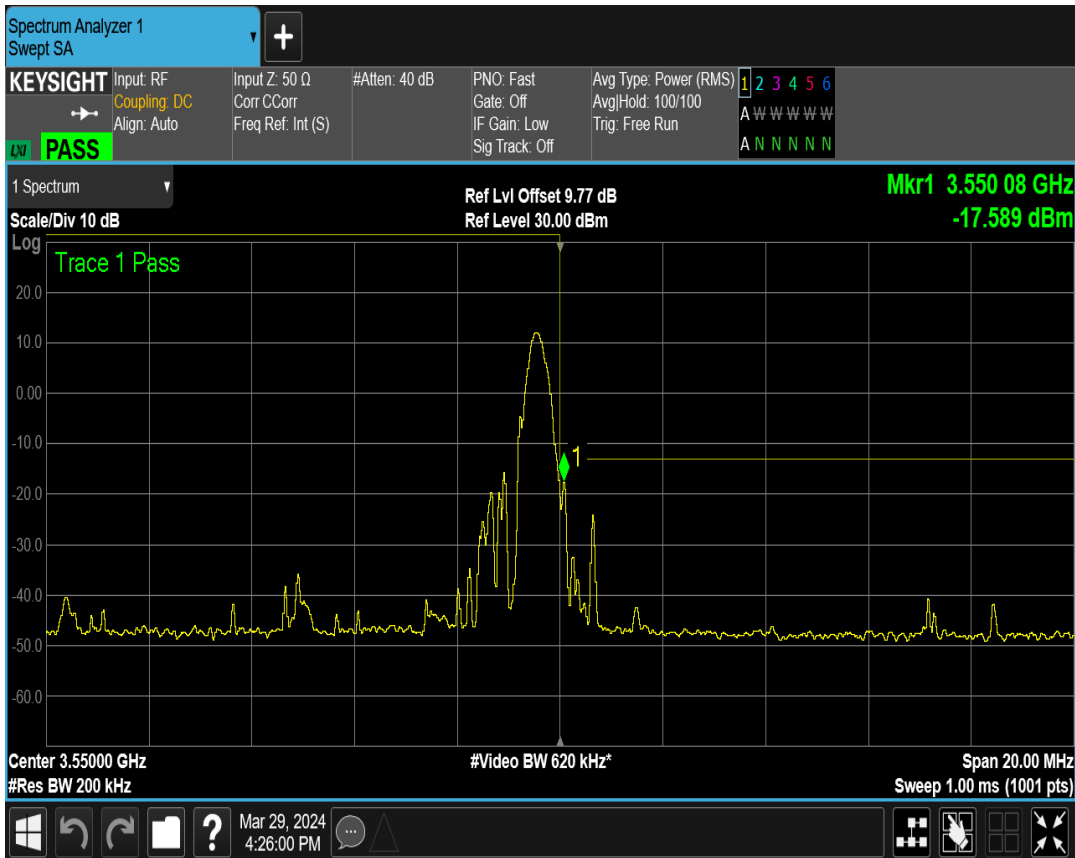 Spectrum Analyzer 1
Swept SA
KEYSIGHT
LXI PASS
Input: RF
Coupling: DC
Align: Auto
Input Z: 50 Ω
Corr CCorr
Freq Ref: Int (S)
#Atten: 40 dB
PNO: Fast
Gate: Off
IF Gain: Low
Sig Track: Off
Avg Type: Power (RMS)
Avg|Hold: 100/100
Trig: Free Run
1 2 3 4 5 6
A W W W W W
A N N N N N
1 Spectrum
Scale/Div 10 dB
Ref Lvl Offset 9.77 dB
Ref Level 30.00 dBm
Mkr1 3.550 08 GHz
-17.589 dBm
Log
Trace 1 Pass
20.0
10.0
0.00
-10.0
1
-20.0
-30.0
-40.0
-50.0
-60.0
Center 3.55000 GHz
#Res BW 200 kHz
#Video BW 620 kHz*
Span 20.00 MHz
Sweep 1.00 ms (1001 pts)
?
Mar 29, 2024
4:26:00 PM